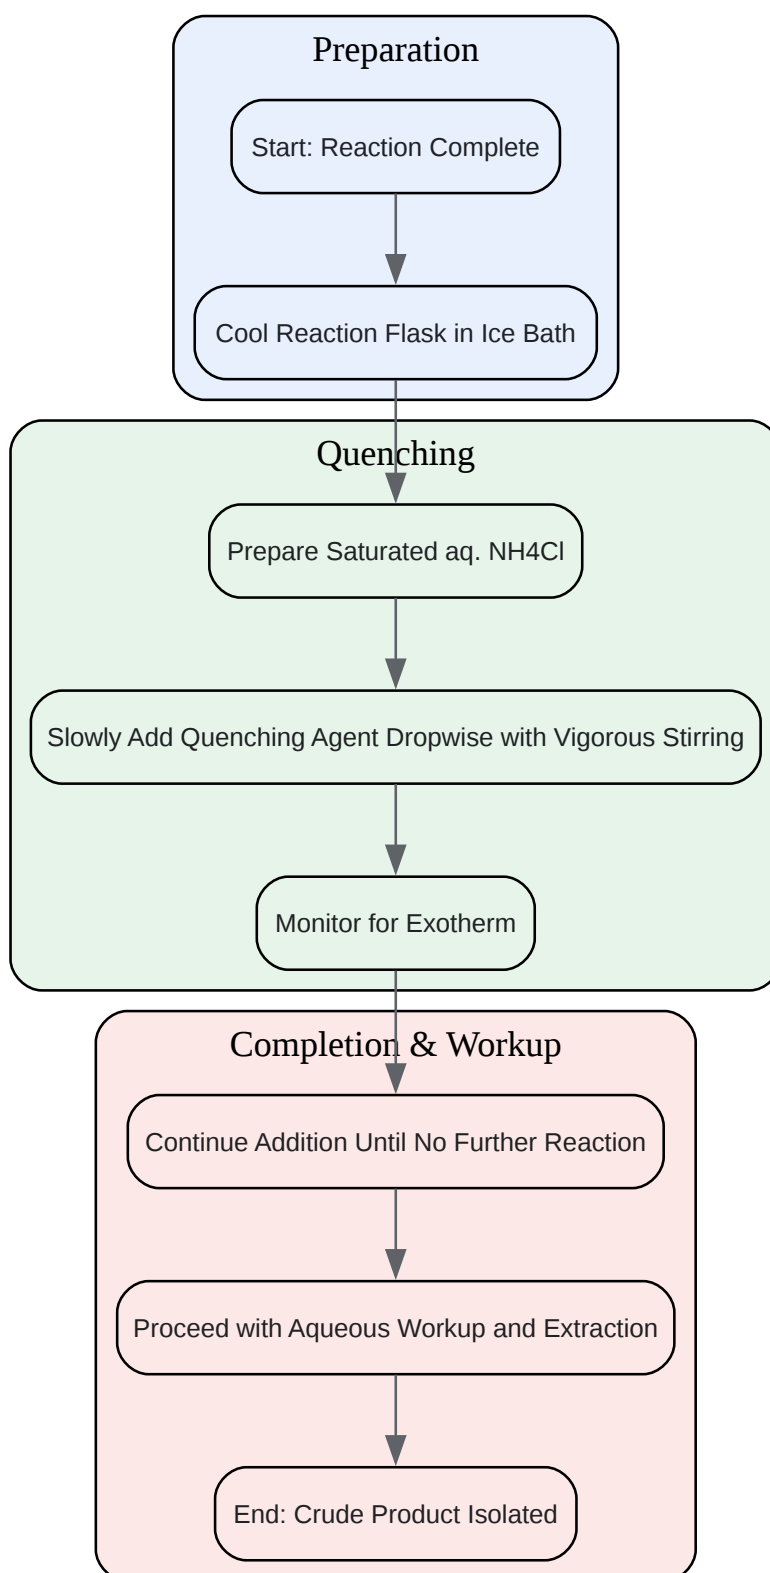 Preparation
Start: Reaction Complete
Cool Reaction Flask in Ice Bath
Quenching
Prepare Saturated aq. NH4Cl
Slowly Add Quenching Agent Dropwise with Vigorous Stirring
Monitor for Exotherm
Completion & Workup
Continue Addition Until No Further Reaction
Proceed with Aqueous Workup and Extraction
End: Crude Product Isolated